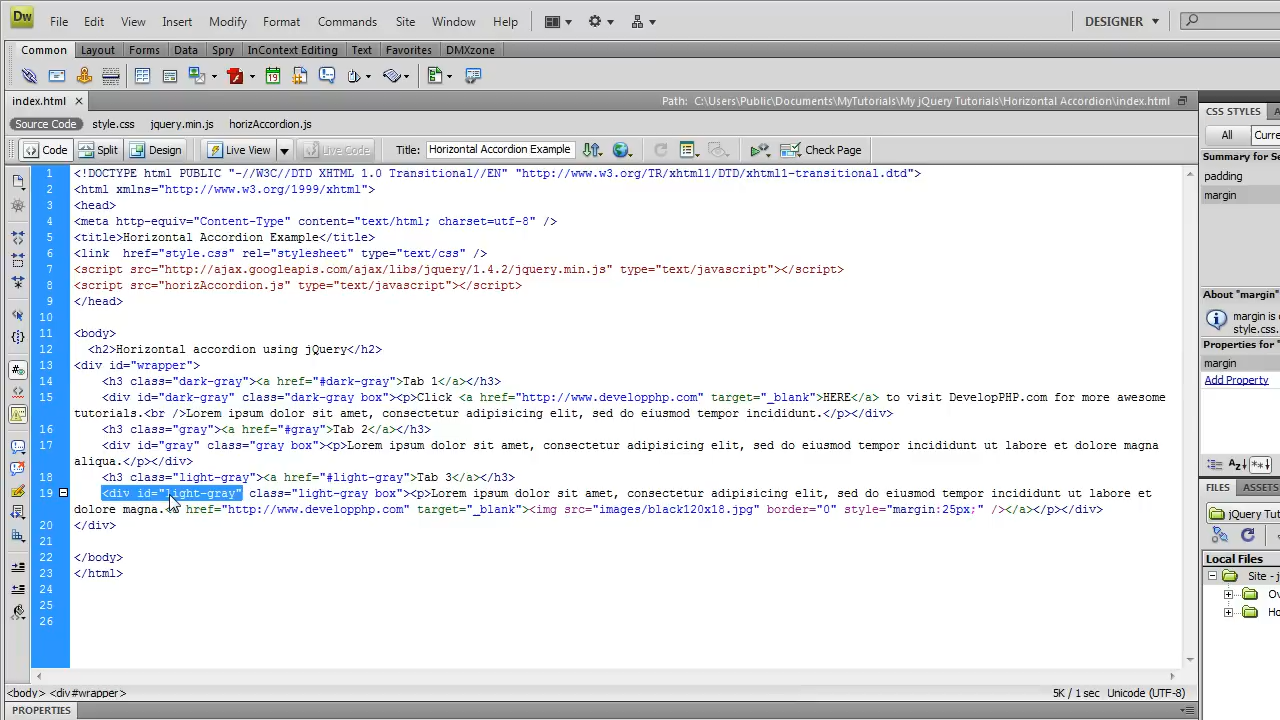 Dw File Edit View Insert Modify Format Commands Site Window Help DESIGNER
Common Layout Forms Data Spry InContext Editing Text Favorites DMXzone
19
index.html Path: C:\Users\Public\Documents\MyTutorials\My jQuery Tutorials\Horizontal Accordion\index.html
Source Code style.css jquery.min.js horizAccordion.js
Code Split Design Live View Live Code Title: Horizontal Accordion Example Check Page
1 <!DOCTYPE html PUBLIC "-//W3C//DTD XHTML 1.0 Transitional//EN" "http://www.w3.org/TR/xhtml1/DTD/xhtml1-transitional.dtd">
2 <html xmlns="http://www.w3.org/1999/xhtml">
3 <head>
4 <meta http-equiv="Content-Type" content="text/html; charset=utf-8" />
5 <title>Horizontal Accordion Example</title>
6 <link  href="style.css" rel="stylesheet" type="text/css" />
7 <script src="http://ajax.googleapis.com/ajax/libs/jquery/1.4.2/jquery.min.js" type="text/javascript"></script>
8 <script src="horizAccordion.js" type="text/javascript"></script>
9 </head>
10
11 <body>
12 <h2>Horizontal accordion using jQuery</h2>
13 <div id="wrapper">
14 <h3 class="dark-gray"><a href="#dark-gray">Tab 1</a></h3>
15 <div id="dark-gray" class="dark-gray box"><p>Click <a href="http://www.developphp.com" target="_blank">HERE</a> to visit DevelopPHP.com for more awesome
tutorials.<br />Lorem ipsum dolor sit amet, consectetur adipisicing elit, sed do eiusmod tempor incididunt.</p></div>
16 <h3 class="gray"><a href="#gray">Tab 2</a></h3>
17 <div id="gray" class="gray box"><p>Lorem ipsum dolor sit amet, consectetur adipisicing elit, sed do eiusmod tempor incididunt ut labore et dolore magna
aliqua.</p></div>
18 <h3 class="light-gray"><a href="#light-gray">Tab 3</a></h3>
19 <div id="light-gray" class="light-gray box"><p>Lorem ipsum dolor sit amet, consectetur adipisicing elit, sed do eiusmod tempor incididunt ut labore et
dolore magna.<a href="http://www.developphp.com" target="_blank"><img src="images/black120x18.jpg" border="0" style="margin:25px;" /></a></p></div>
20 </div>
21
22 </body>
23 </html>
24
25
26
<body> <div#wrapper> 5K / 1 sec Unicode (UTF-8)
PROPERTIES
CSS STYLES
All
Summary for
padding
margin
About "margin"
margin is
style.css.
Properties for
margin
Add Property
FILES ASSETS
jQuery
Local Files
Site -